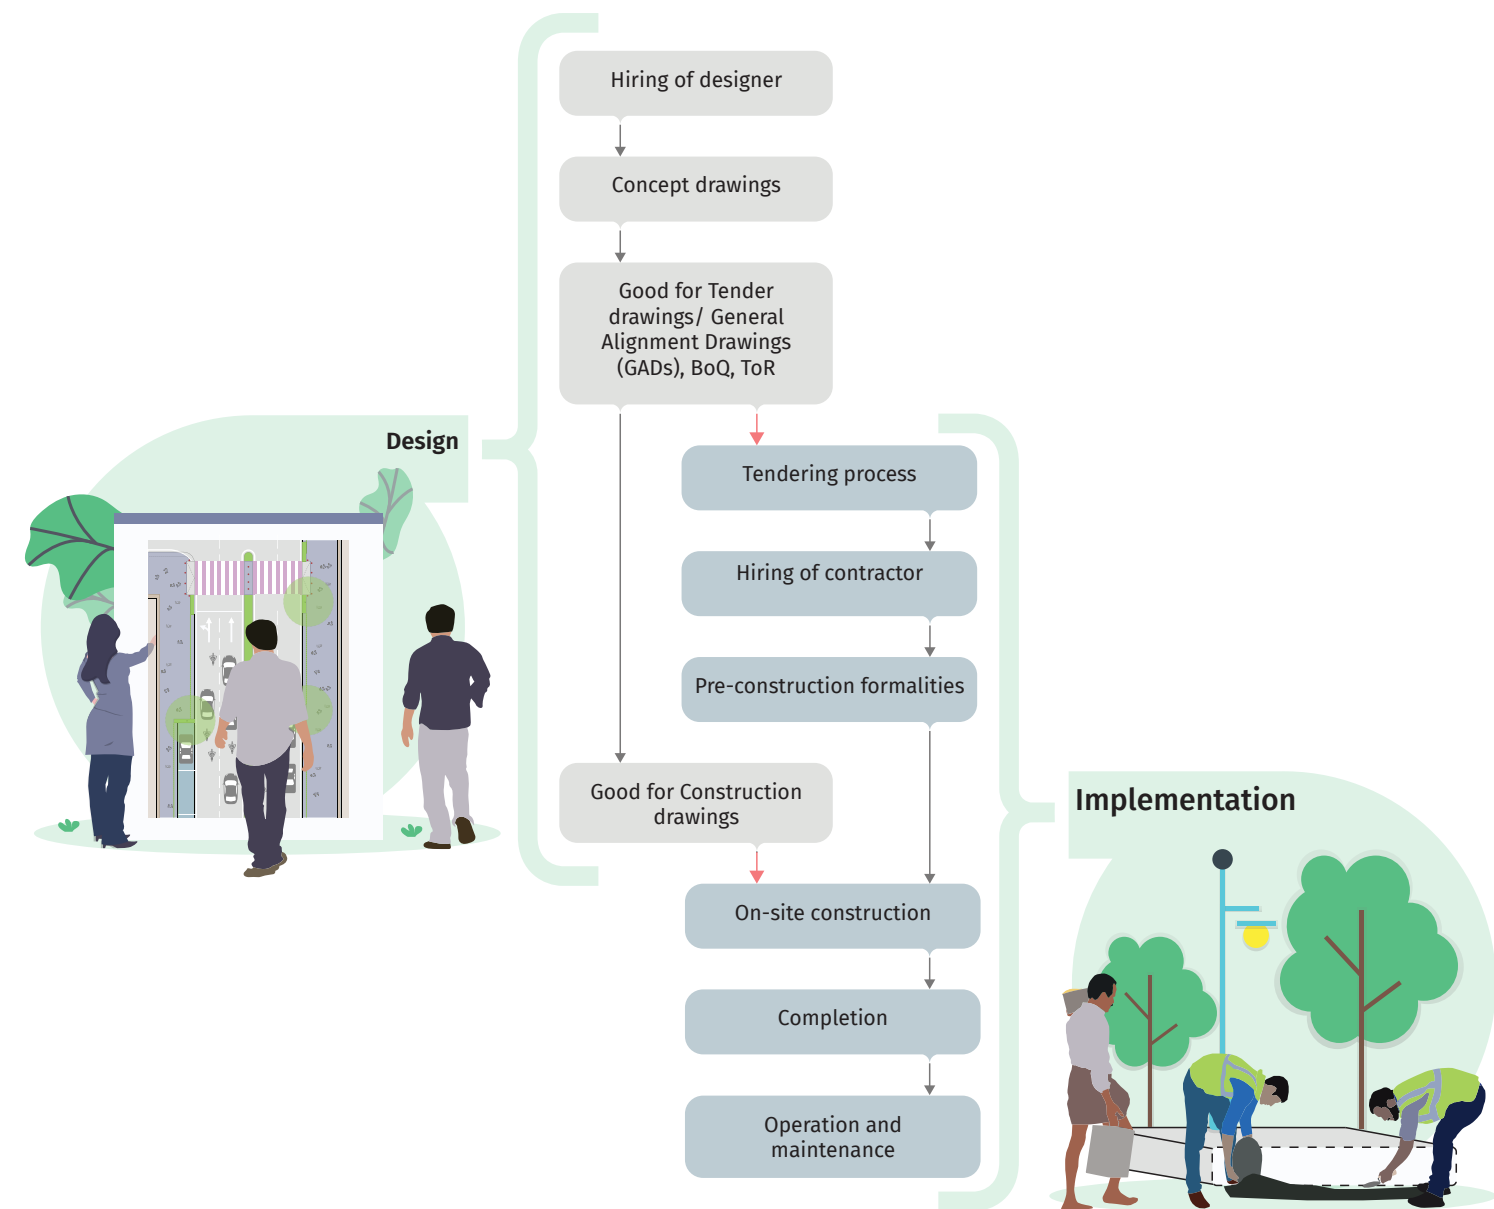 Hiring of designer
Concept drawings
Good for Tender
drawings/ General
Alignment Drawings
(GADs), BoQ, ToR
Design
Tendering process
Hiring of contractor
Pre-construction formalities
Good for Construction
drawings
Implementation
On-site construction
Completion
Operation and
maintenance